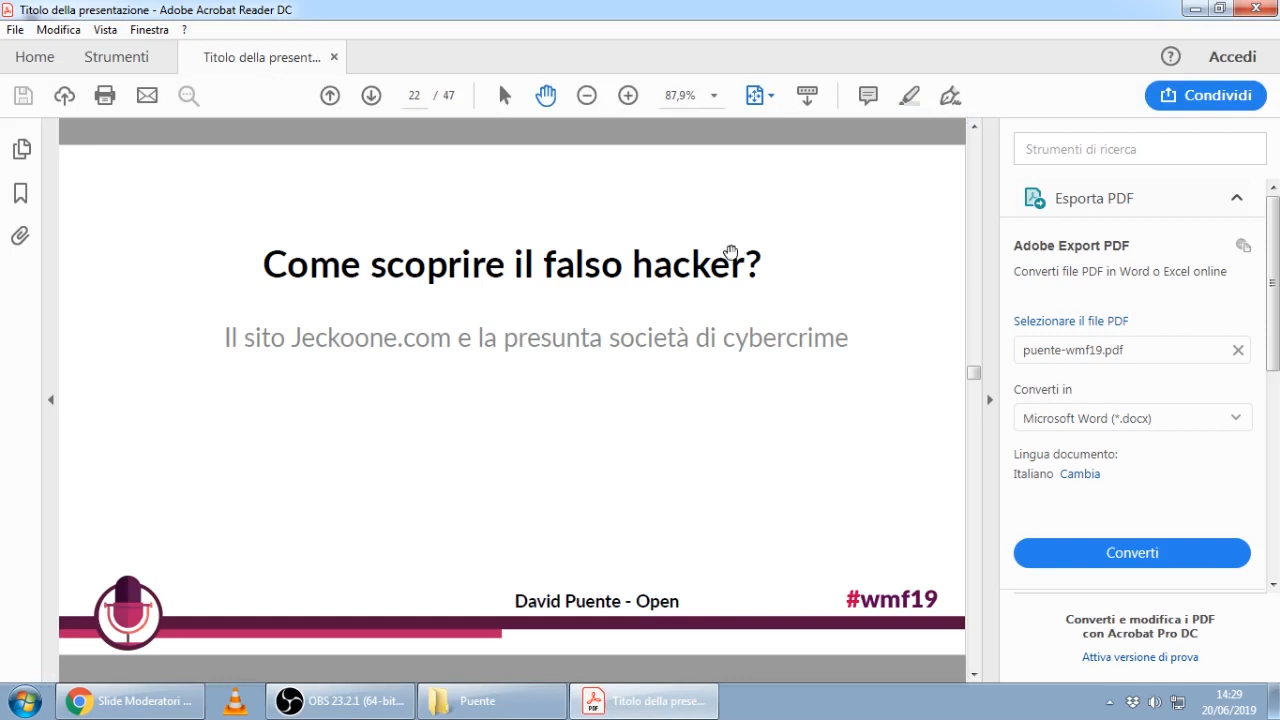 Titolo della presentazione - Adobe Acrobat Reader DC
File Modifica Vista Finestra ?
Home Strumenti Titolo della present... × Accedi
22 / 47 87,9% Condividi
Strumenti di ricerca
Esporta PDF
Adobe Export PDF
Converti file PDF in Word o Excel online
Selezionare il file PDF
puente-wmf19.pdf
Converti in
Microsoft Word (*.docx)
Lingua documento:
Italiano Cambia
Converti
Converti e modifica i PDF
con Acrobat Pro DC
Attiva versione di prova
Come scoprire il falso hacker?
Il sito Jeckoone.com e la presunta società di cybercrime
David Puente - Open
#wmf19
Slide Moderatori ... OBS 23.2.1 (64-bit... Puente PDF Titolo della prese...
14:29
20/06/2019